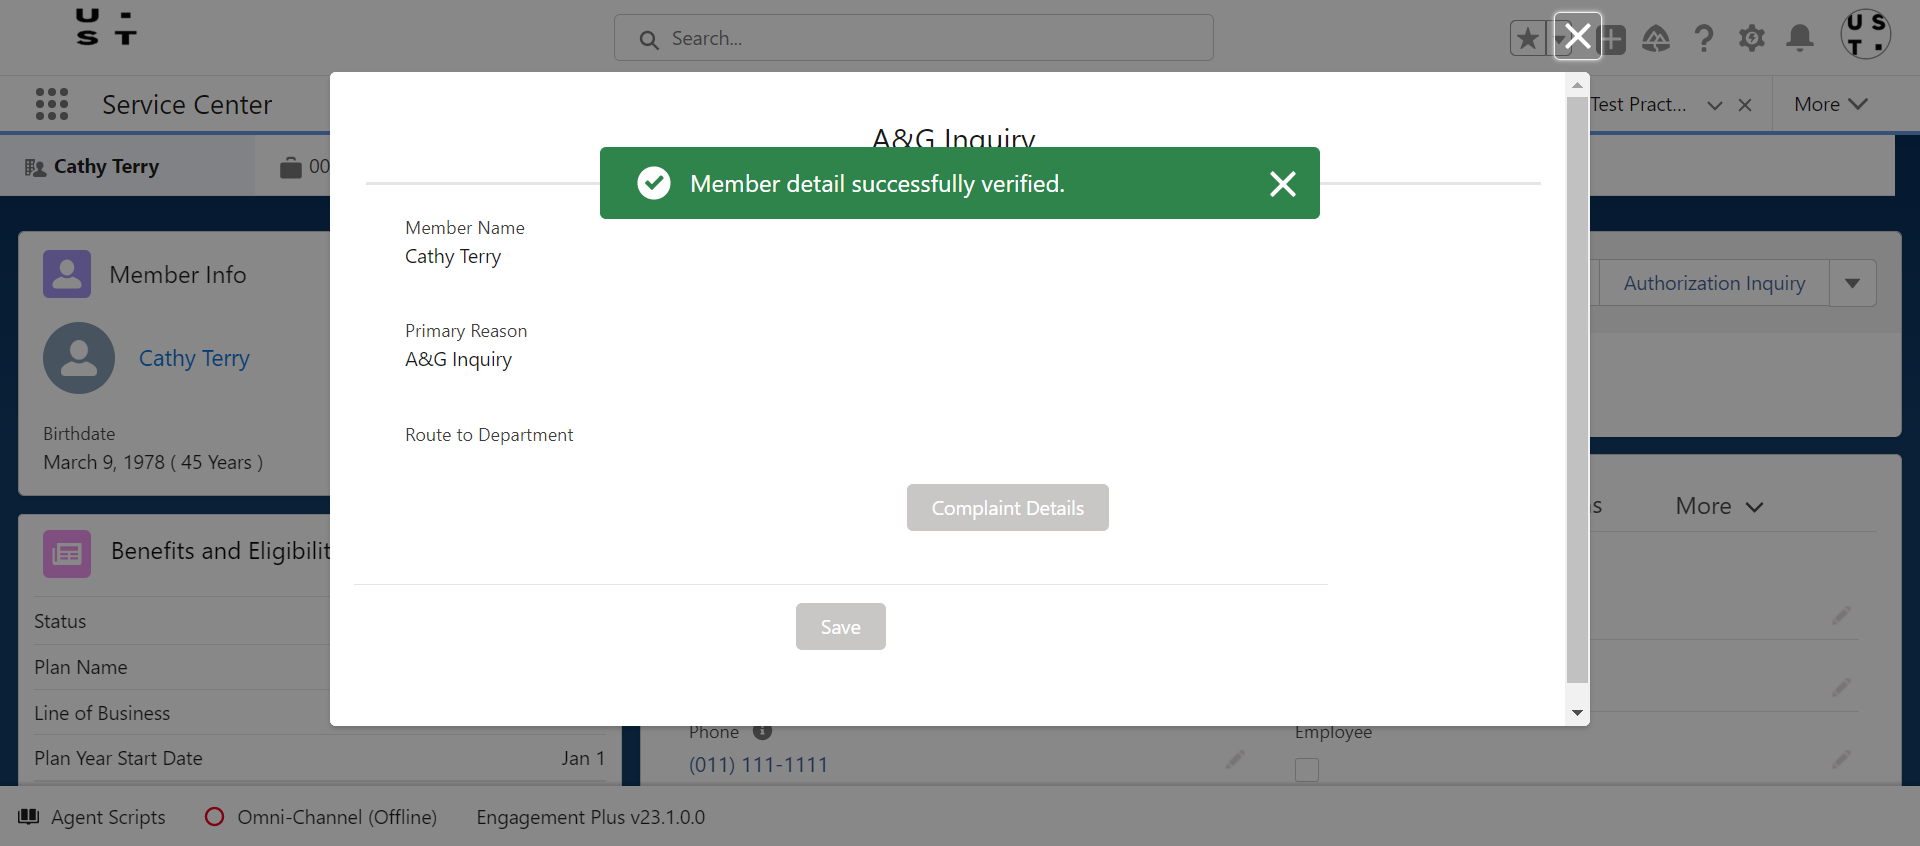 U ·
S T
Search...
U S
T ·
Service Center
Test Pract...
More
Cathy Terry
00
A&G Inquiry
Member detail successfully verified.
Member Name
Cathy Terry
Member Info
Authorization Inquiry
Primary Reason
A&G Inquiry
Cathy Terry
Route to Department
Birthdate
March 9, 1978 ( 45 Years )
Complaint Details
s
More
Benefits and Eligibilit
Status
Save
Plan Name
Line of Business
Phone
Employee
Plan Year Start Date
Jan 1
(011) 111-1111
Agent Scripts
Omni-Channel (Offline)
Engagement Plus v23.1.0.0